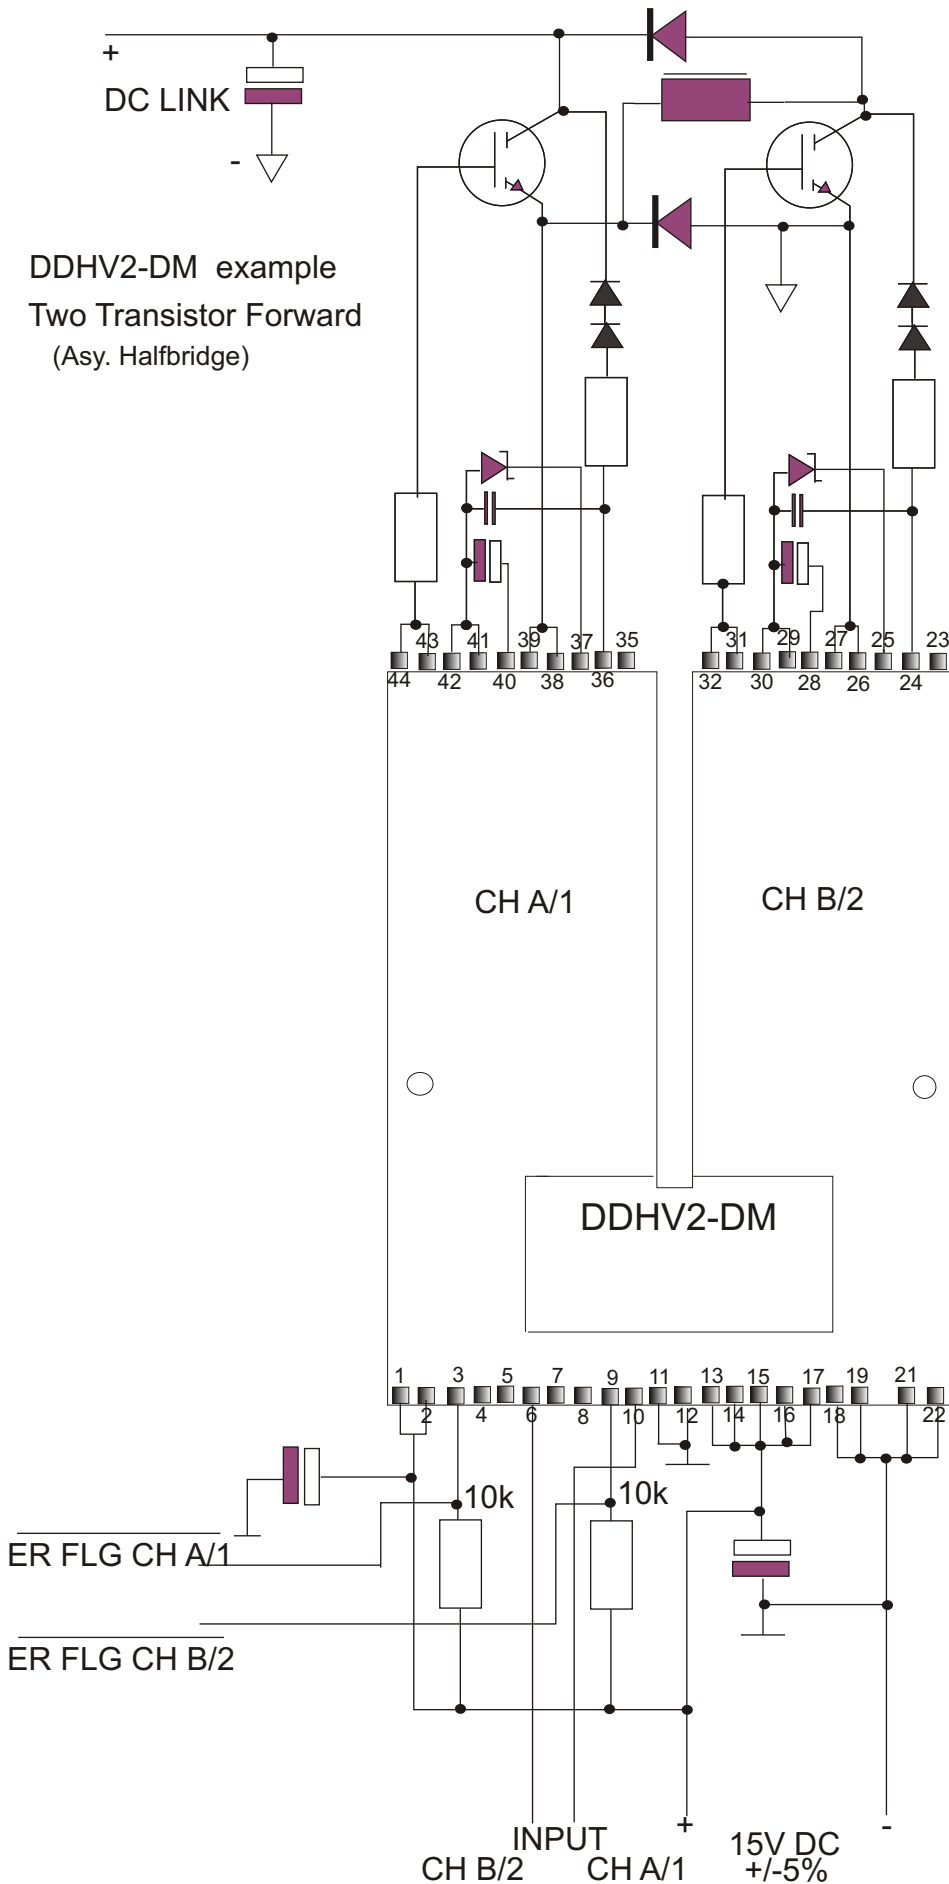 +
DC LINK
-
DDHV2-DM example
Two Transistor Forward
(Asy. Halfbridge)
43 41 39 37 35 31 29 27 25 23
44 42 40 38 36 32 30 28 26 24
CH A/1 CH B/2
DDHV2-DM
1 3 5 7 9 11 13 15 17 19 21
2 4 6 8 10 12 14 16 18 22
10k 10k
ER FLG CH A/1
ER FLG CH B/2
+ -
INPUT 15V DC
CH B/2 CH A/1 +/-5%